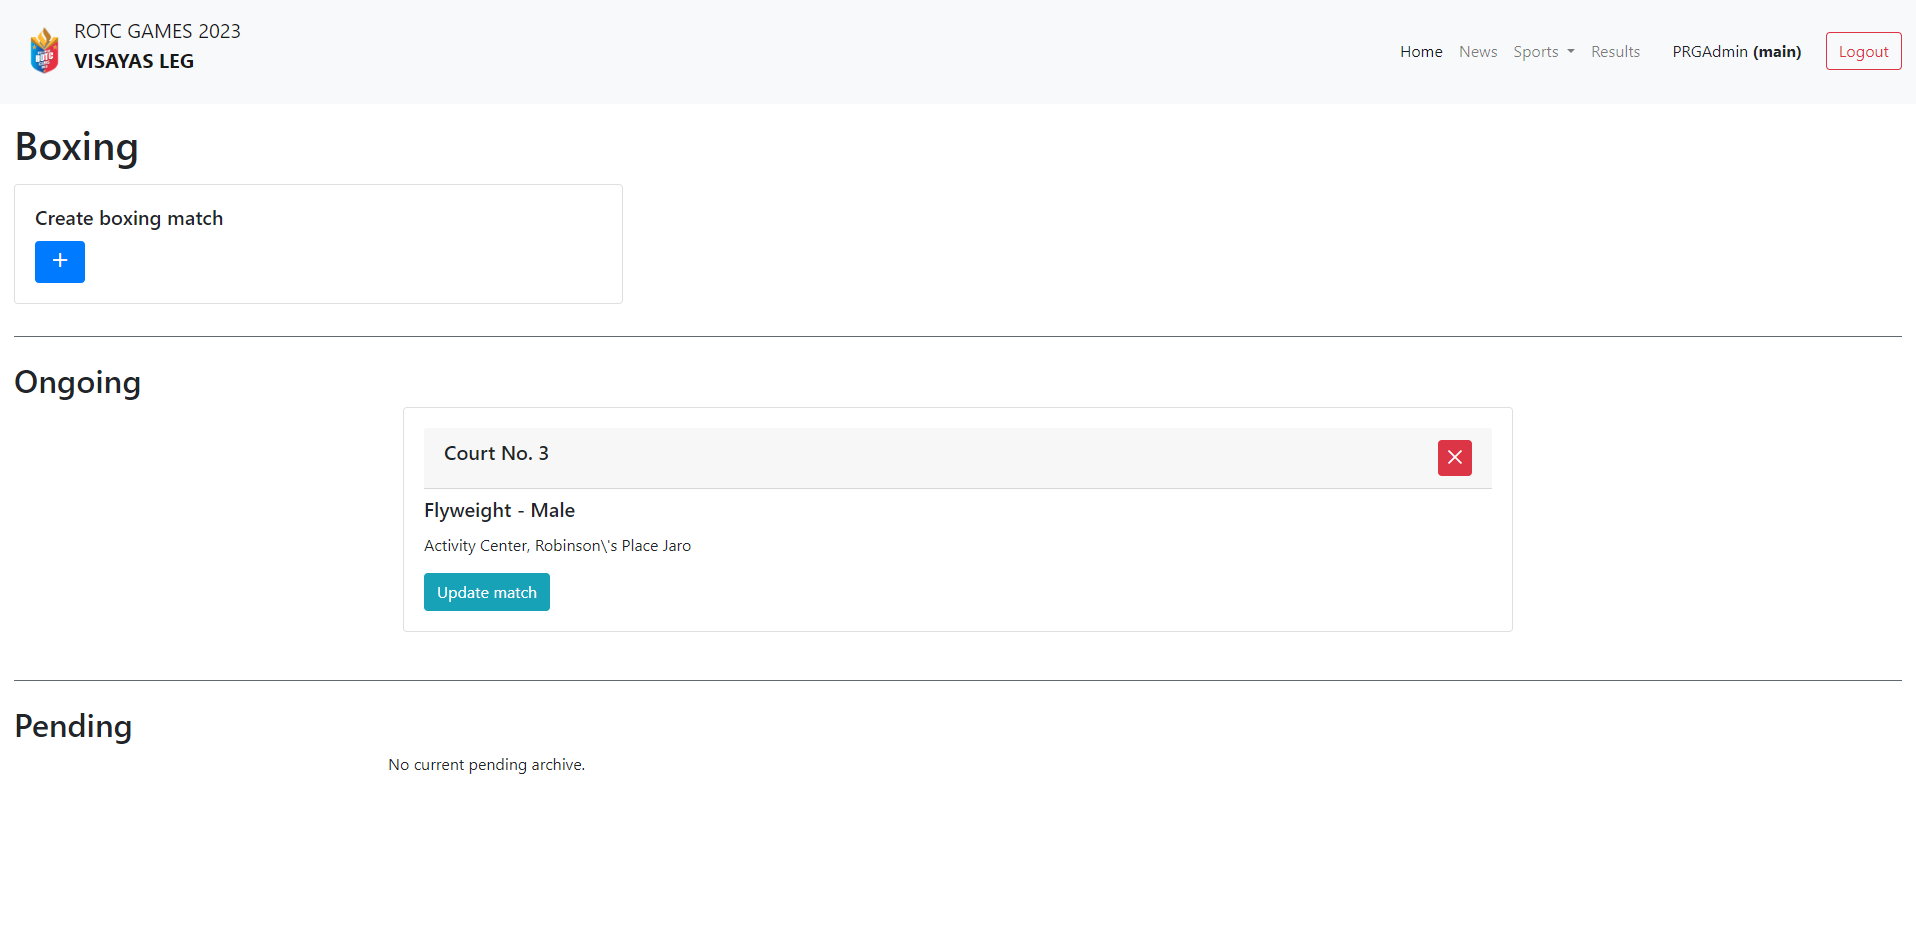 ROTC GAMES 2023
VISAYAS LEG
Home News Sports Results PRGAdmin (main) Logout
Boxing
Create boxing match
+
Ongoing
Court No. 3
Flyweight - Male
Activity Center, Robinson\'s Place Jaro
Update match
Pending
No current pending archive.